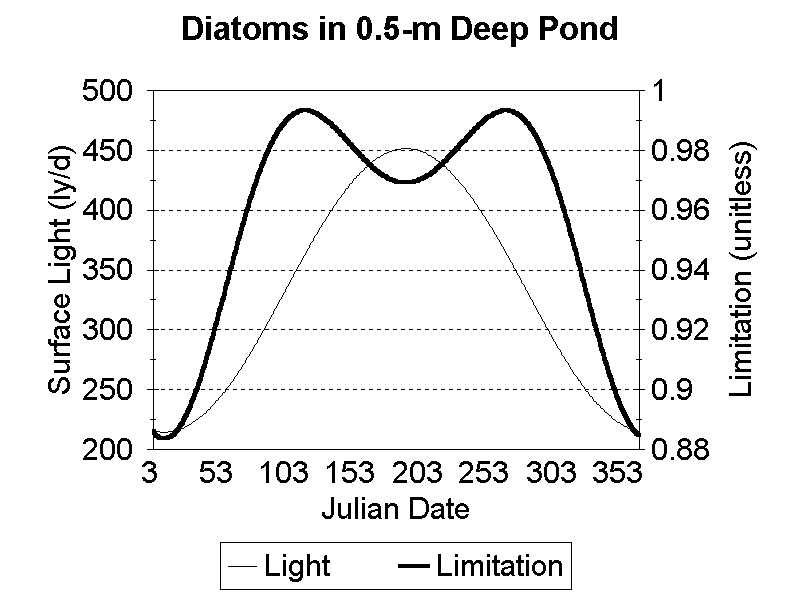 Diatoms in 0.5-m Deep Pond
500
450
400
350
300
250
200
Surface Light (ly/d)
1
0.98
0.96
0.94
0.92
0.9
0.88
Limitation (unitless)
3 53 103 153 203 253 303 353
Julian Date
Light Limitation